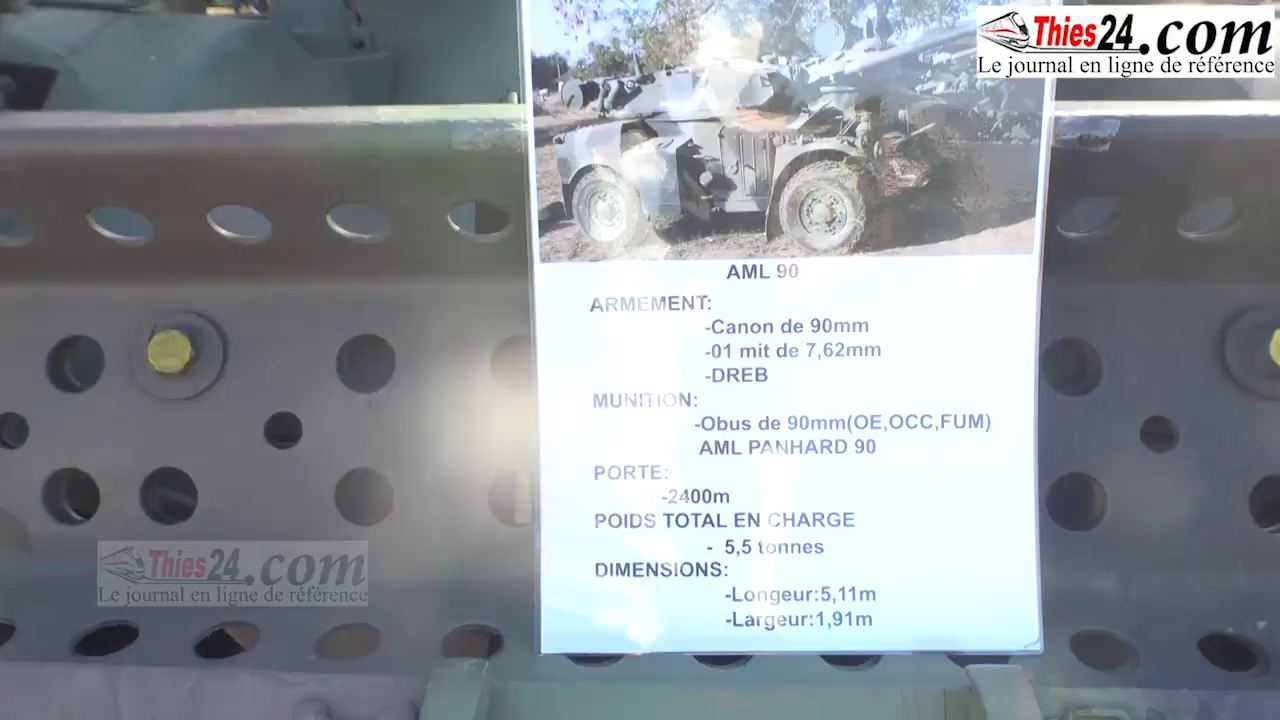 Thies24.com
Le journal en ligne de référence
AML 90
ARMEMENT:
-Canon de 90mm
-01 mit de 7,62mm
-DREB
MUNITION:
-Obus de 90mm(OE,OCC,FUM)
AML PANHARD 90
PORTE:
-2400m
POIDS TOTAL EN CHARGE
- 5,5 tonnes
DIMENSIONS:
-Longeur:5,11m
-Largeur:1,91m
Thies24.com
Le journal en ligne de référence